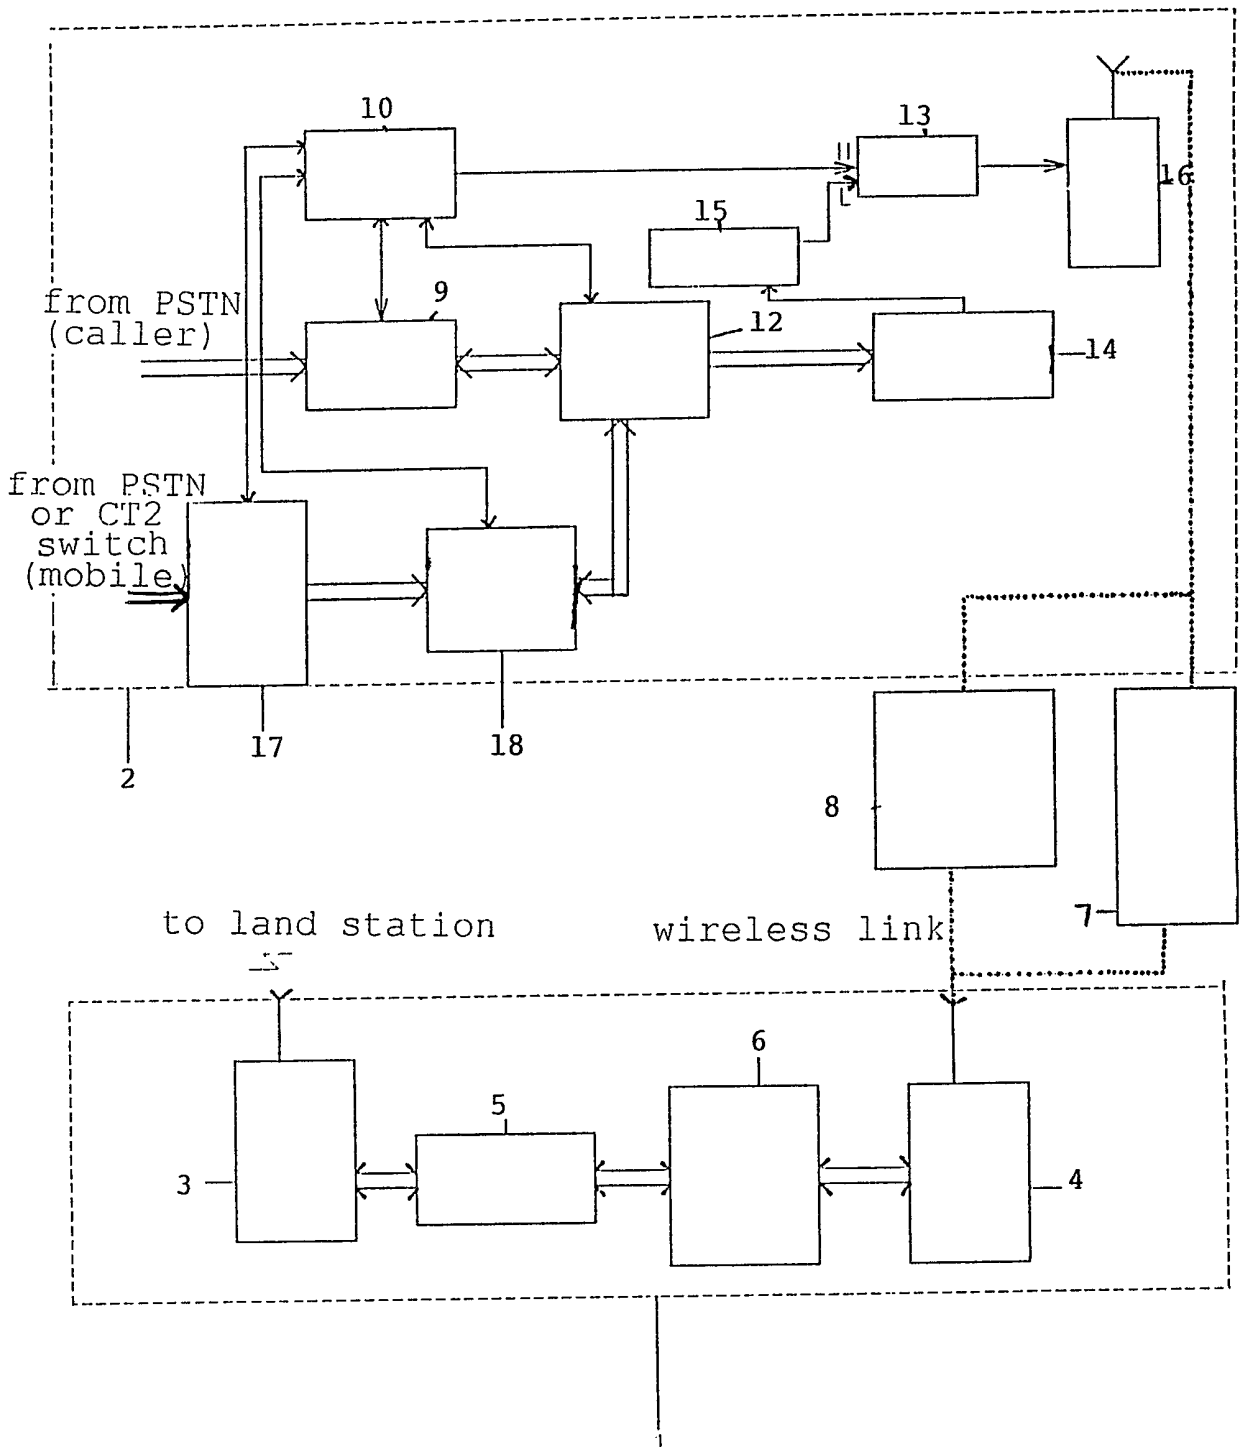 10
13
16
15
from PSTN
(caller)
9
12
14
from PSTN
or CT2
switch
(mobile)
17
18
2
8
7
to land station
wireless link
6
5
3
4
1